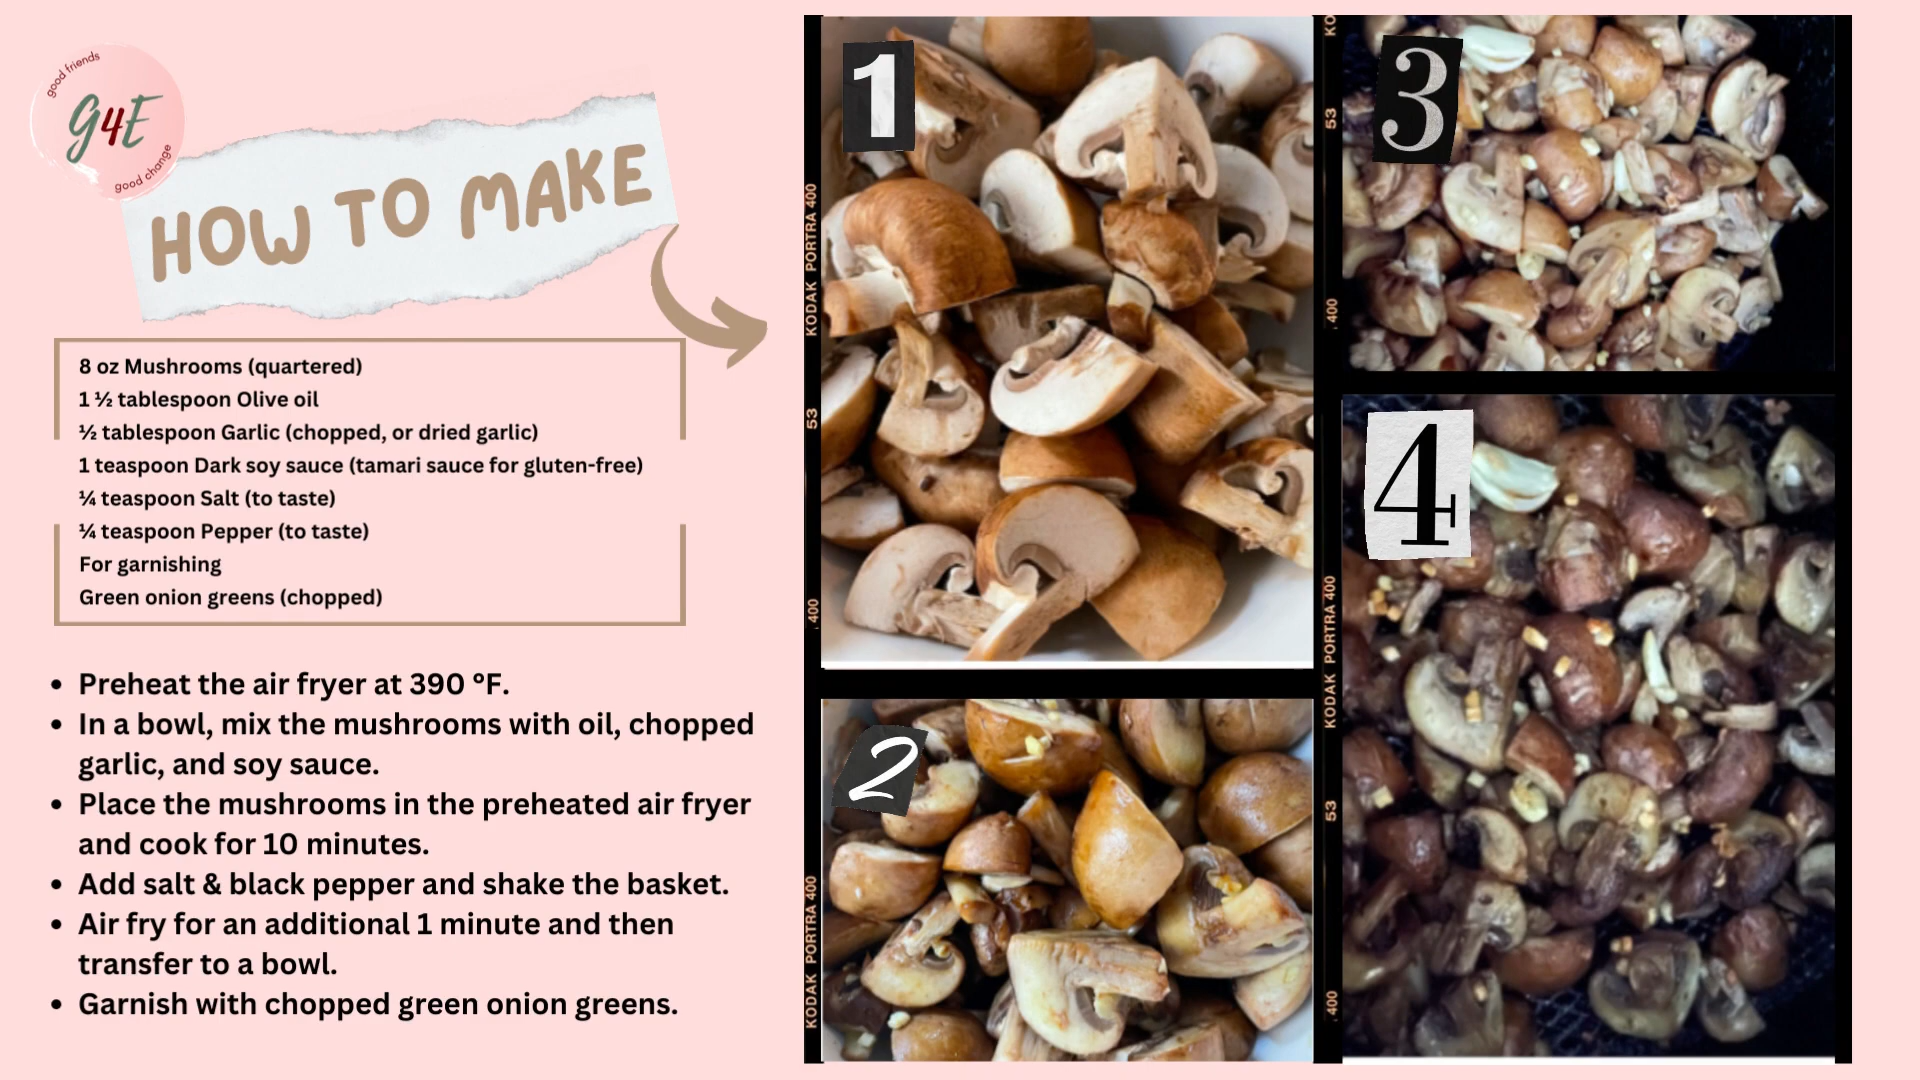 good friends
G4E
good change
HOW TO MAKE
8 oz Mushrooms (quartered)
1 ½ tablespoon Olive oil
½ tablespoon Garlic (chopped, or dried garlic)
1 teaspoon Dark soy sauce (tamari sauce for gluten-free)
¼ teaspoon Salt (to taste)
¼ teaspoon Pepper (to taste)
For garnishing
Green onion greens (chopped)
• Preheat the air fryer at 390 °F.
• In a bowl, mix the mushrooms with oil, chopped
garlic, and soy sauce.
• Place the mushrooms in the preheated air fryer
and cook for 10 minutes.
• Add salt & black pepper and shake the basket.
• Air fry for an additional 1 minute and then
transfer to a bowl.
• Garnish with chopped green onion greens.
1
KODAK PORTRA 400
53
400
2
KODAK PORTRA 400
3
KO
53
400
4
KODAK PORTRA 400
53
400